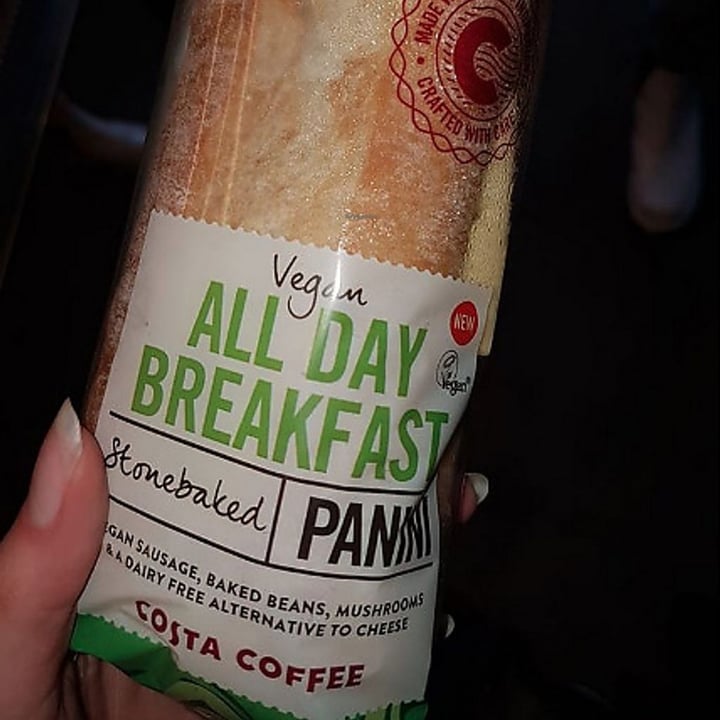 MADE
CRAFTED WITH CARE
C
Vegan
ALL DAY
NEW
BREAKFAST
Vegan
Stonebaked
PANINI
EGAN SAUSAGE, BAKED BEANS, MUSHROOMS
& A DAIRY FREE ALTERNATIVE TO CHEESE
COSTA COFFEE